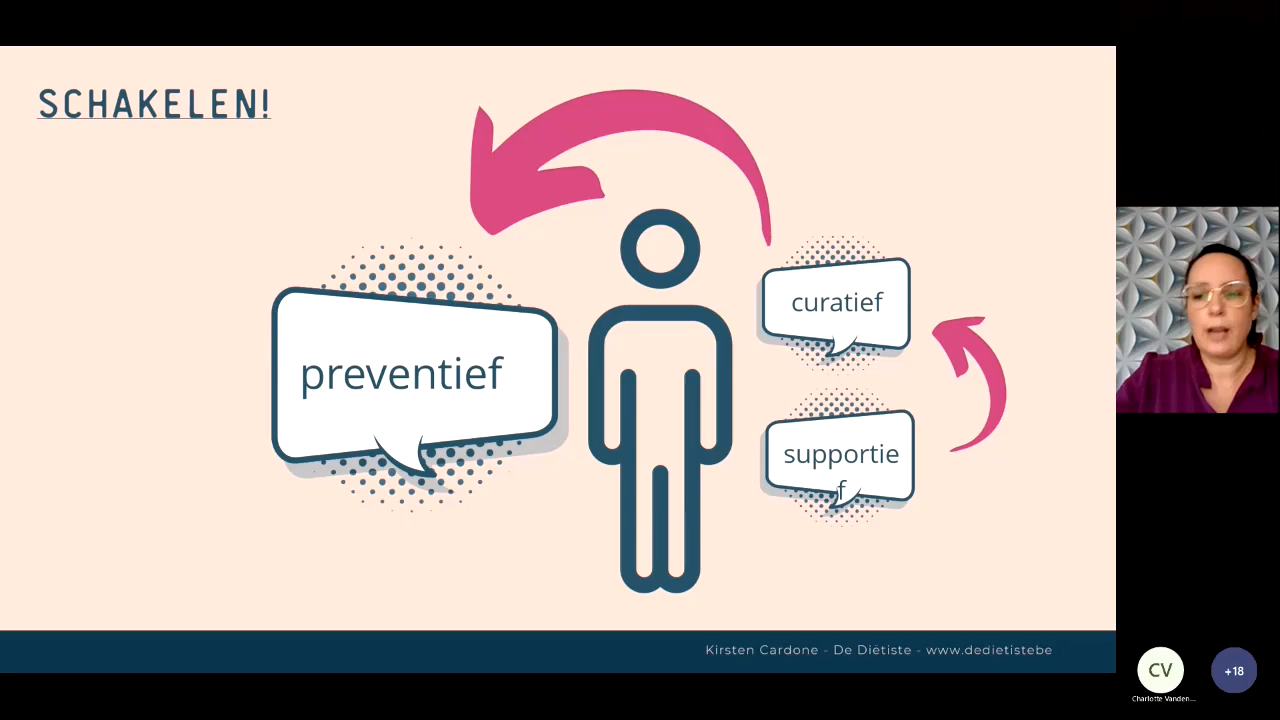 SCHAKELEN!
preventief
curatief
supportie
f
Kirsten Cardone - De Diëtiste - www.dedietistebe
CV
+18
Charlotte Vanden...